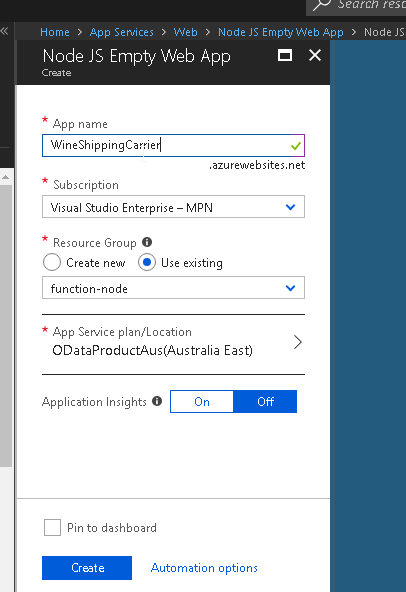 Search reso
« Home > App Services > Web > Node JS Empty Web App > Node JS
Node JS Empty Web App
Create
* App name
WineShippingCarrier
.azurewebsites.net
* Subscription
Visual Studio Enterprise – MPN
* Resource Group
Create new Use existing
function-node
* App Service plan/Location
ODataProductAus(Australia East)
Application Insights On Off
Pin to dashboard
Create Automation options